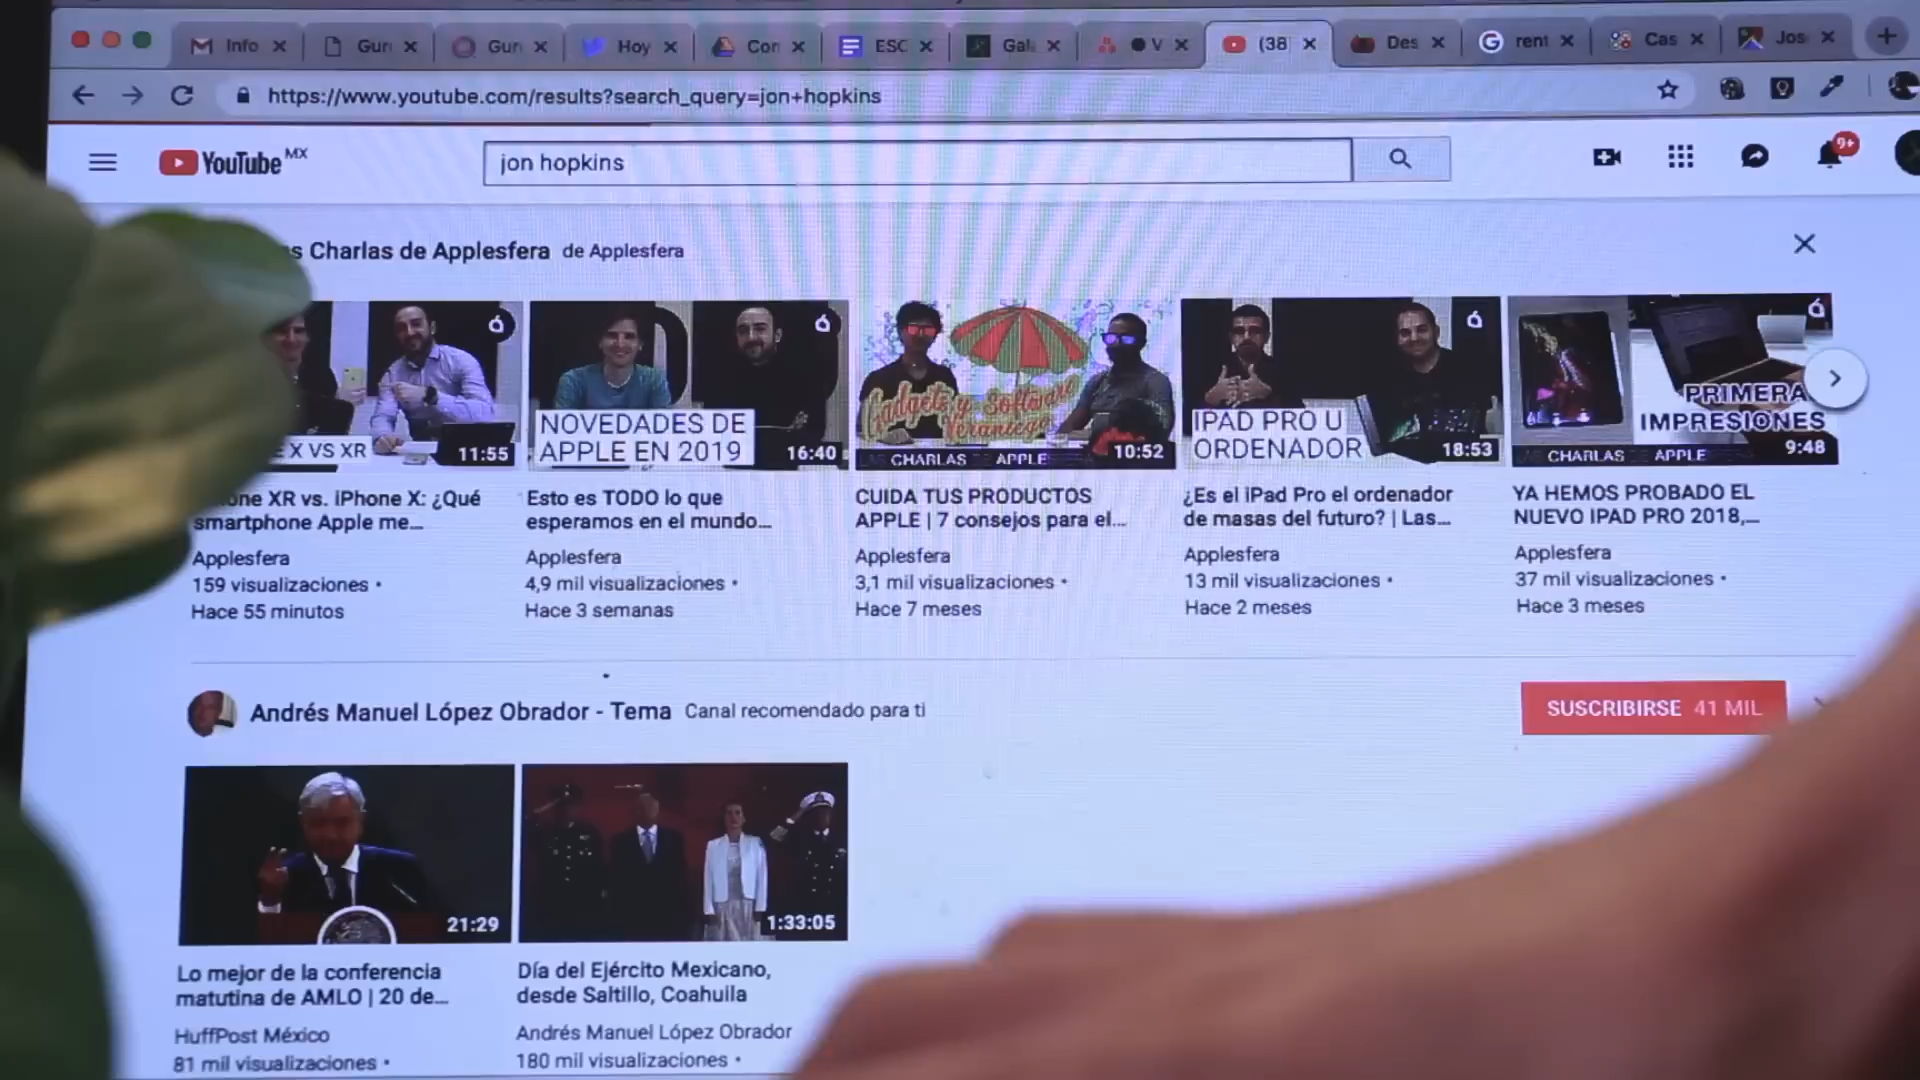 Info
Gur
Gur
Hoy
Con
ESC
Gala
V
(38
Des
rent
Cas
Jos
https://www.youtube.com/results?search_query=jon+hopkins
YouTube MX
jon hopkins
9+
s Charlas de Applesfera de Applesfera
X VS XR
11:55
NOVEDADES DE
APPLE EN 2019
16:40
Gadgets y Software
Veraniego
CHARLAS DE APPLE
10:52
IPAD PRO U
ORDENADOR
18:53
PRIMERA
IMPRESIONES
CHARLAS DE APPLE
9:48
one XR vs. iPhone X: ¿Qué
smartphone Apple me...
Applesfera
159 visualizaciones •
Hace 55 minutos
Esto es TODO lo que
esperamos en el mundo...
Applesfera
4,9 mil visualizaciones •
Hace 3 semanas
CUIDA TUS PRODUCTOS
APPLE | 7 consejos para el...
Applesfera
3,1 mil visualizaciones •
Hace 7 meses
¿Es el iPad Pro el ordenador
de masas del futuro? | Las...
Applesfera
13 mil visualizaciones •
Hace 2 meses
YA HEMOS PROBADO EL
NUEVO IPAD PRO 2018,...
Applesfera
37 mil visualizaciones •
Hace 3 meses
Andrés Manuel López Obrador - Tema Canal recomendado para ti
SUSCRIBIRSE 41 MIL
21:29
1:33:05
Lo mejor de la conferencia
matutina de AMLO | 20 de...
HuffPost México
81 mil visualizaciones •
Día del Ejército Mexicano,
desde Saltillo, Coahuila
Andrés Manuel López Obrador
180 mil visualizaciones •